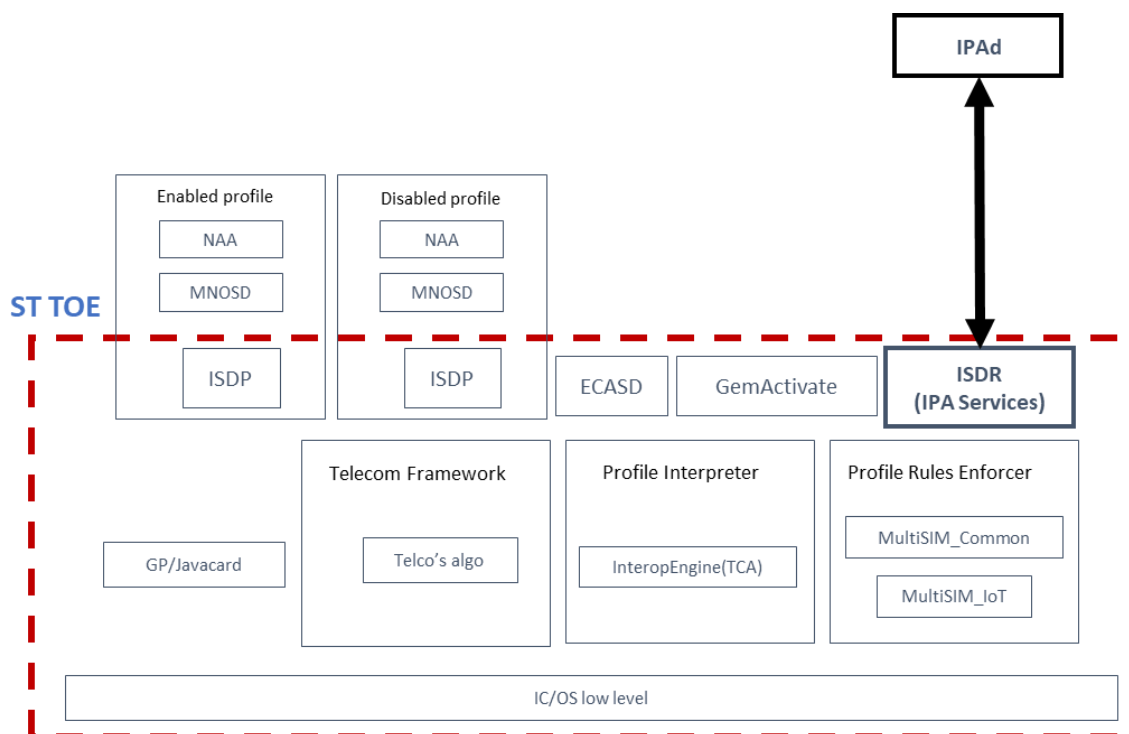 IPAd
Enabled profile
Disabled profile
NAA
NAA
MNOSD
MNOSD
ST TOE
ISDP
ISDP
ECASD
GemActivate
ISDR
(IPA Services)
Telecom Framework
Profile Interpreter
Profile Rules Enforcer
GP/Javacard
Telco's algo
InteropEngine(TCA)
MultiSIM_Common
MultiSIM_IoT
IC/OS low level